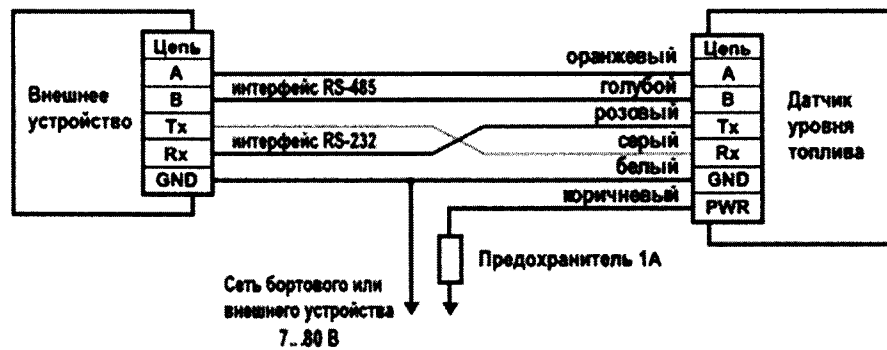 Внешнее
устройство
Цепь
A
B
Tx
Rx
GND
интерфейс RS-485
интерфейс RS-232
оранжевый
голубой
розовый
серый
белый
коричневый
Цепь
A
B
Tx
Rx
GND
PWR
Датчик
уровня
топлива
Предохранитель 1А
Сеть бортового или
внешнего устройства
7...80 В